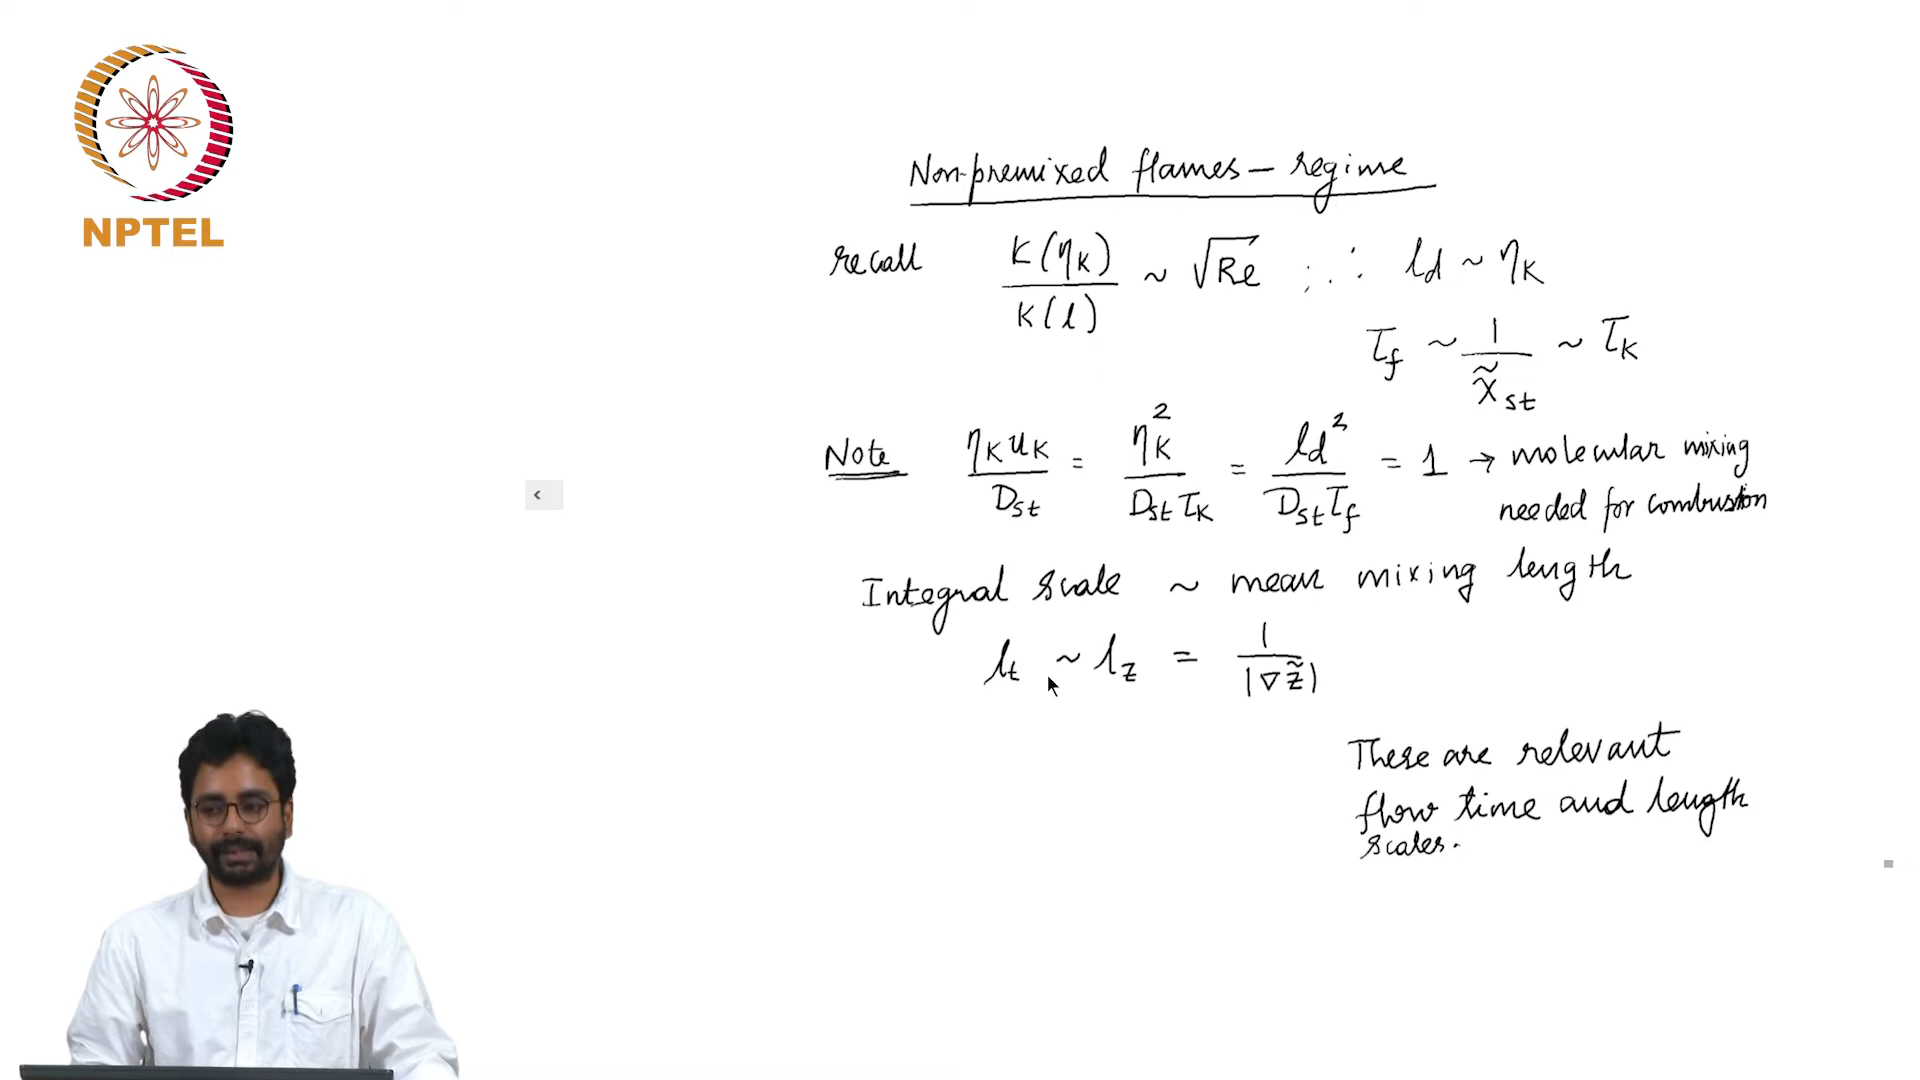 NPTEL
Non-premixed flames – regime
recall K(ηK) / K(l) ~ √Re ; ∴ ld ~ ηK
τf ~ 1 / χ̃st ~ τK
Note ηK uK / Dst = ηK² / Dst τK = ld² / Dst τf = 1 → molecular mixing
needed for combustion
Integral scale ~ mean mixing length
lt ~ lz = 1 / |∇z̃|
These are relevant
flow time and length
scales.